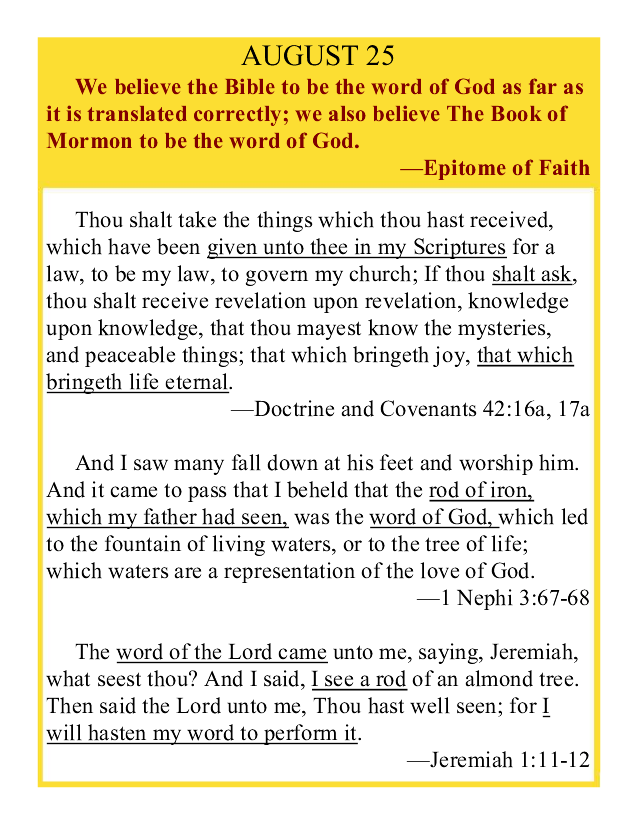 AUGUST 25
We believe the Bible to be the word of God as far as
it is translated correctly; we also believe The Book of
Mormon to be the word of God.
—Epitome of Faith
Thou shalt take the things which thou hast received,
which have been given unto thee in my Scriptures for a
law, to be my law, to govern my church; If thou shalt ask,
thou shalt receive revelation upon revelation, knowledge
upon knowledge, that thou mayest know the mysteries,
and peaceable things; that which bringeth joy, that which
bringeth life eternal.
—Doctrine and Covenants 42:16a, 17a
And I saw many fall down at his feet and worship him.
And it came to pass that I beheld that the rod of iron,
which my father had seen, was the word of God, which led
to the fountain of living waters, or to the tree of life;
which waters are a representation of the love of God.
—1 Nephi 3:67-68
The word of the Lord came unto me, saying, Jeremiah,
what seest thou? And I said, I see a rod of an almond tree.
Then said the Lord unto me, Thou hast well seen; for I
will hasten my word to perform it.
—Jeremiah 1:11-12